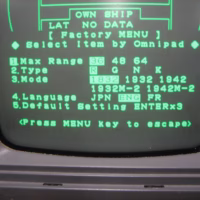 OWN SHIP
LAT NO DATA
[ Factory MENU ]
◆ Select item by Omnipad ◆
1.Max Range 36 48 64
2.Type R G N K
3.Mode 1832 1932 1942
1932M-2 1942M-2
4.Language JPN ENG FR
5.Default Setting ENTERx3
<Press MENU key to escape>